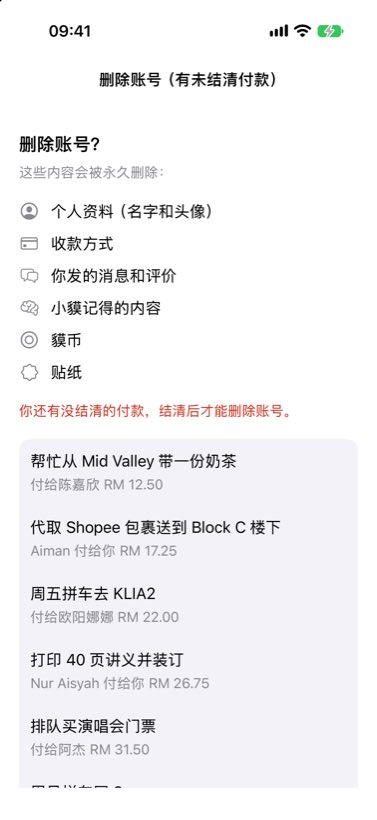 09:41
删除账号（有未结清付款）
删除账号？
这些内容会被永久删除：
个人资料（名字和头像）
收款方式
你发的消息和评价
小貘记得的内容
貘币
贴纸
你还有没结清的付款，结清后才能删除账号。
帮忙从 Mid Valley 带一份奶茶
付给陈嘉欣 RM 12.50
代取 Shopee 包裹送到 Block C 楼下
Aiman 付给你 RM 17.25
周五拼车去 KLIA2
付给欧阳娜娜 RM 22.00
打印 40 页讲义并装订
Nur Aisyah 付给你 RM 26.75
排队买演唱会门票
付给阿杰 RM 31.50